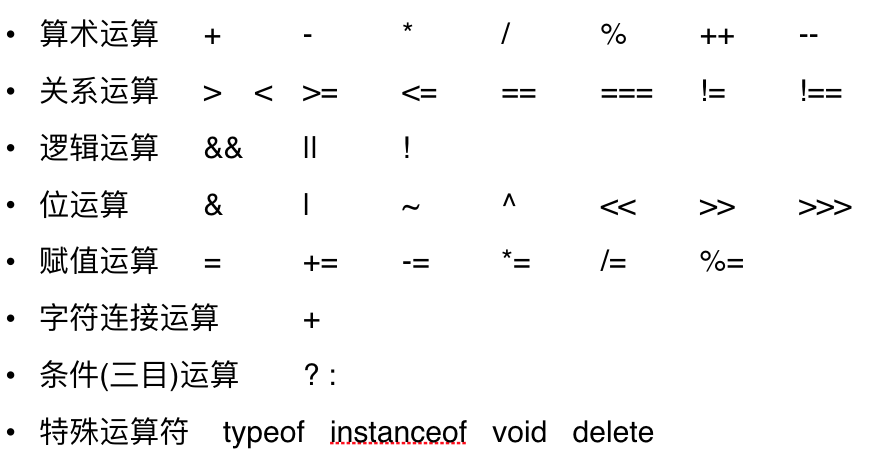 • 算术运算 + - * / % ++ --
• 关系运算 > < >= <= == === != !==
• 逻辑运算 && || !
• 位运算 & | ~ ^ << >> >>>
• 赋值运算 = += -= *= /= %=
• 字符连接运算 +
• 条件(三目)运算 ? :
• 特殊运算符 typeof instanceof void delete